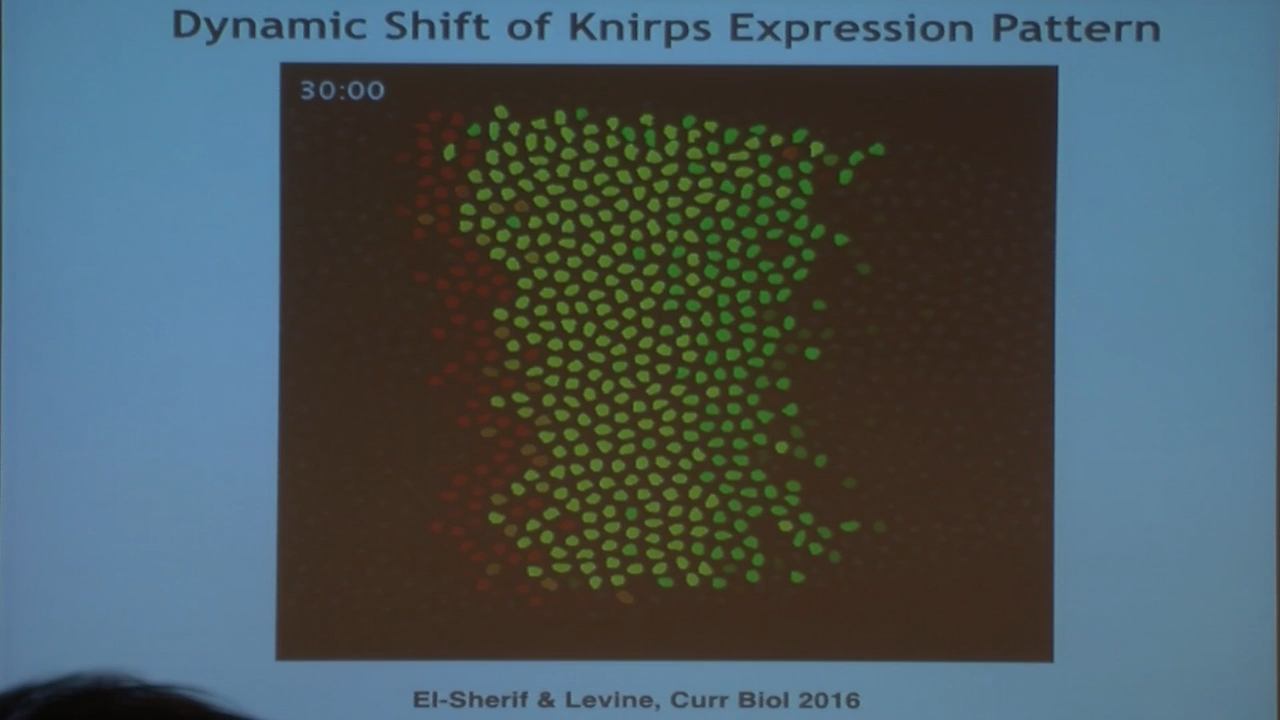 Dynamic Shift of Knirps Expression Pattern
30:00
El-Sherif & Levine, Curr Biol 2016